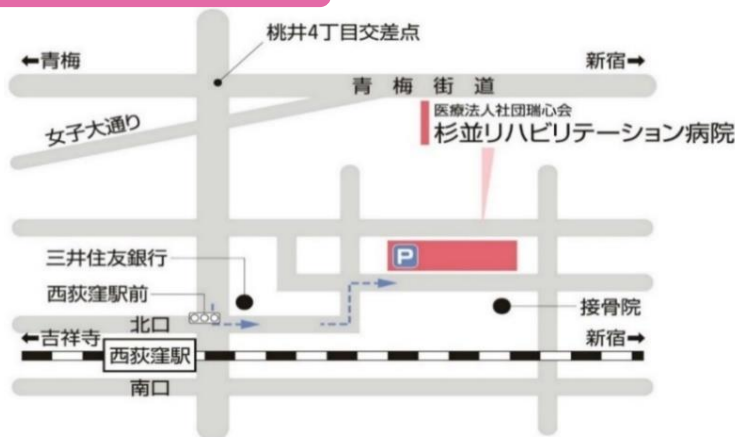 桃井4丁目交差点
←青梅
新宿→
青梅街道
女子大通り
医療法人社団瑞心会
杉並リハビリテーション病院
P
三井住友銀行
西荻窪駅前
接骨院
北口
←吉祥寺
新宿→
西荻窪駅
南口